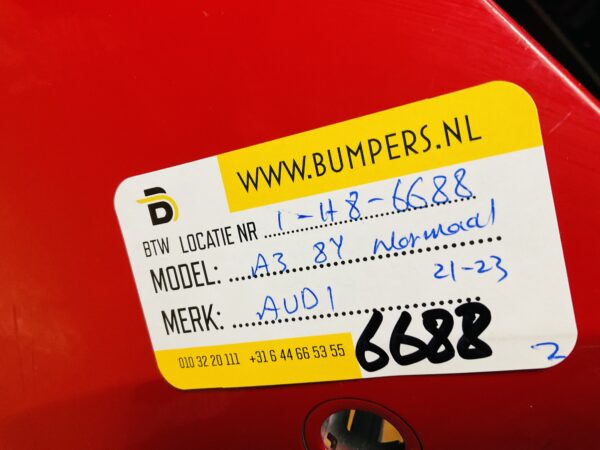 WWW.BUMPERS.NL
B
BTW LOCATIE NR 1-H8-6688
MODEL: A3 8Y Normaal
21-23
MERK: AUDI
010 32 20 111 +31 6 44 66 53 55 6688
2